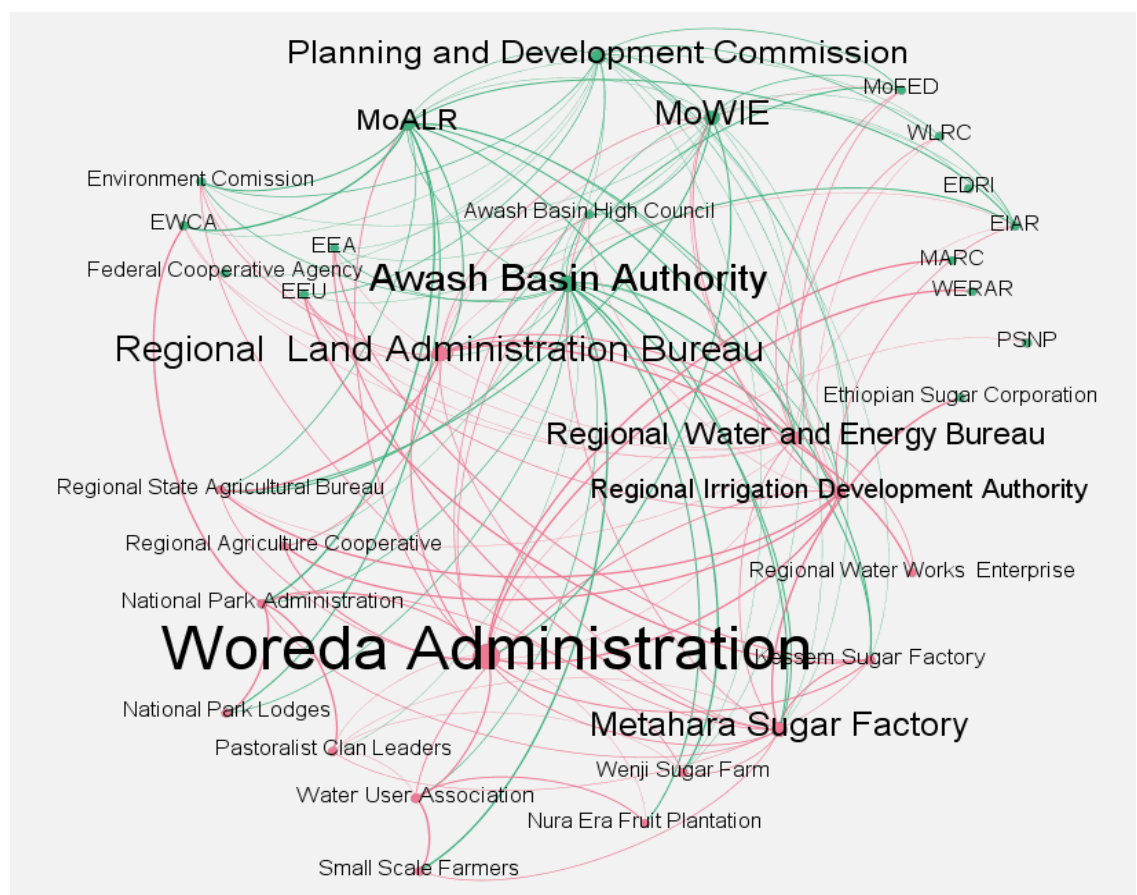 Planning and Development Commission
MoFED
MoALR
MoWIE
WLRC
Environment Comission
EDRI
EWCA
Awash Basin High Council
EIAR
EEA
MARC
Federal Cooperative Agency
Awash Basin Authority
EEU
WERAR
Regional Land Administration Bureau
PSNP
Ethiopian Sugar Corporation
Regional Water and Energy Bureau
Regional State Agricultural Bureau
Regional Irrigation Development Authority
Regional Agriculture Cooperative
Regional Water Works Enterprise
National Park Administration
Woreda Administration
Kessem Sugar Factory
National Park Lodges
Metahara Sugar Factory
Pastoralist Clan Leaders
Wenji Sugar Farm
Water User Association
Nura Era Fruit Plantation
Small Scale Farmers